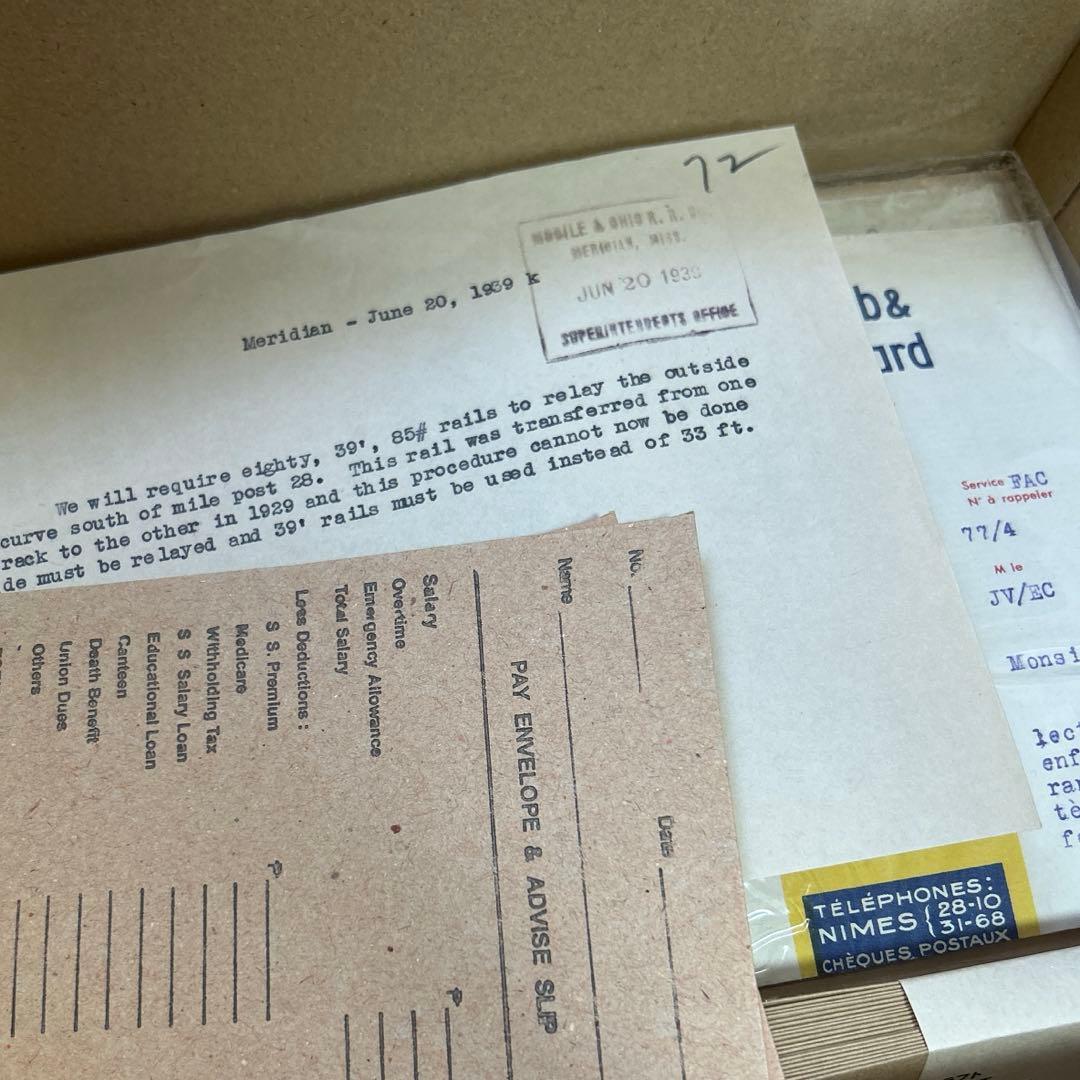 72
MOBILE & OHIO R. R.
MERIDIAN, MISS.
JUN 20 1939
SUPERINTENDENTS OFFICE
Meridian - June 20, 1939 k
We will require eighty, 39', 85# rails to relay the outside
curve south of mile post 28. This rail was transferred from one
rack to the other in 1929 and this procedure cannot now be done
de must be relayed and 39' rails must be used instead of 33 ft.
b&
ard
Service FAC
N° à rappeler
77/4
M le
JV/EC
Monsi
lec
enf
ra
tè
f
TÉLÉPHONES:
NIMES { 28-10
31-68
CHÈQUES POSTAUX
No.
Date
Name
PAY ENVELOPE & ADVISE SLIP
Salary ₱
Overtime
Emergency Allowance
Total Salary
Less Deductions :
S S. Premium ₱
Medicare
Withholding Tax
S S Salary Loan
Educational Loan
Canteen
Death Benefit
Union Dues
Others